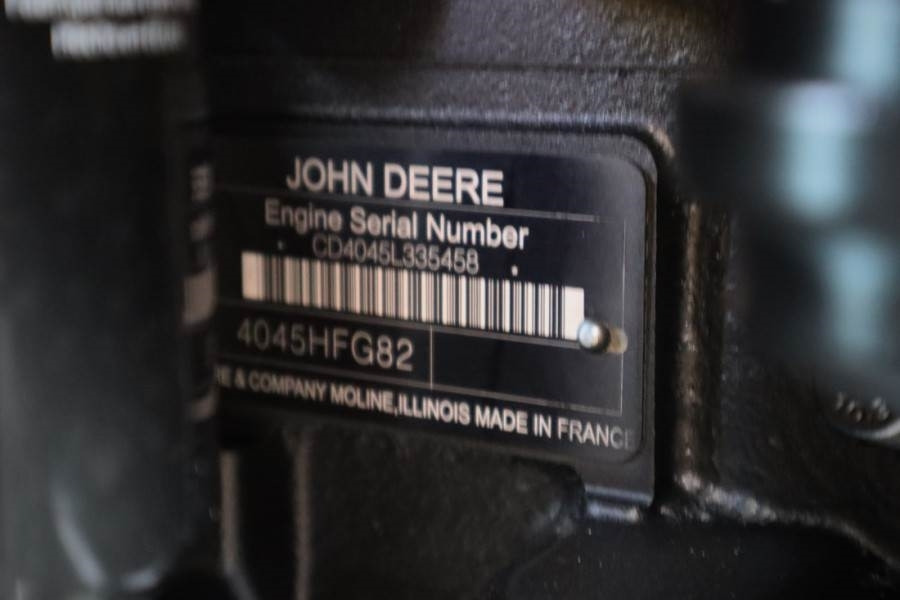 JOHN DEERE
Engine Serial Number
CD4045L335458
4045HFG82
& COMPANY MOLINE,ILLINOIS MADE IN FRANCE